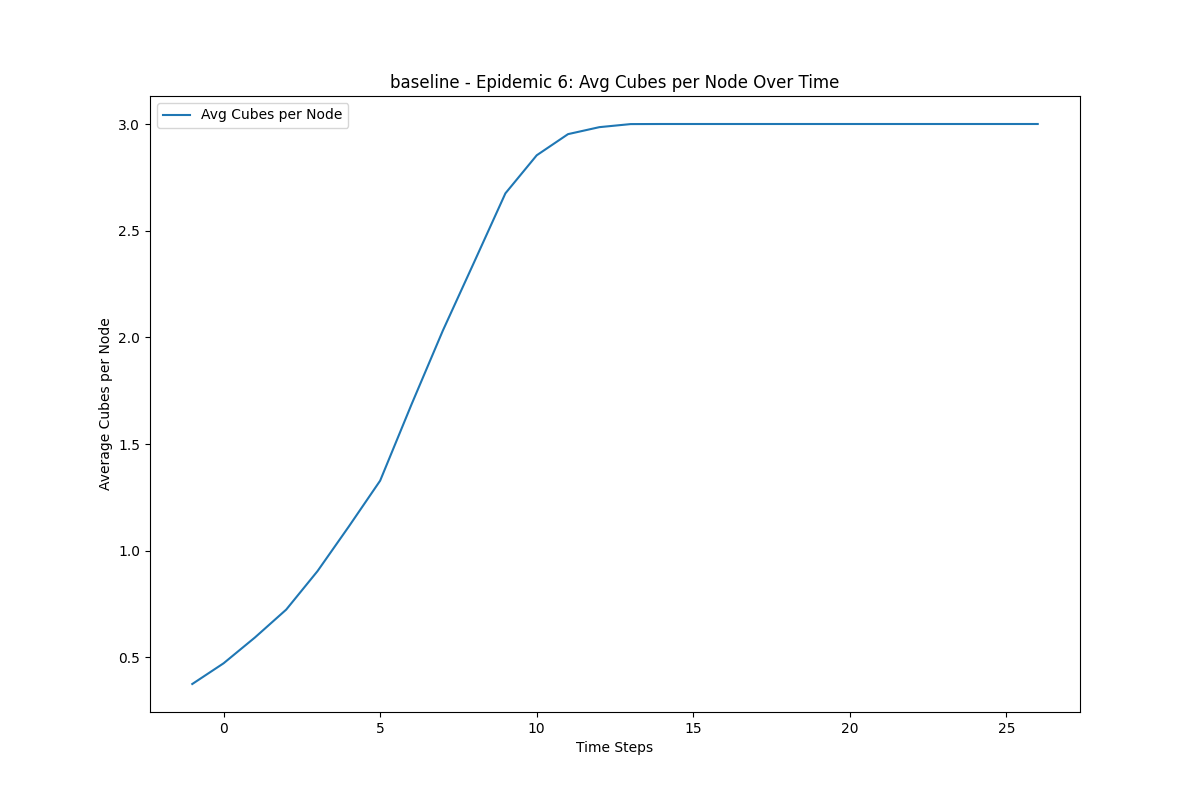 baseline - Epidemic 6: Avg Cubes per Node Over Time
Avg Cubes per Node
3.0
2.5
2.0
1.5
1.0
0.5
Average Cubes per Node
0 5 10 15 20 25
Time Steps